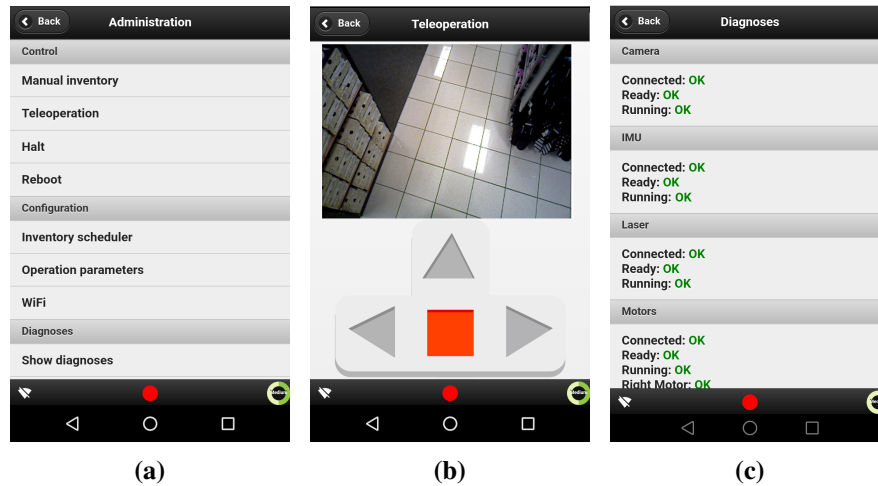 Back
Administration
Control
Manual inventory
Teleoperation
Halt
Reboot
Configuration
Inventory scheduler
Operation parameters
WiFi
Diagnoses
Show diagnoses
Medium
(a)
Back
Teleoperation
Medium
(b)
Back
Diagnoses
Camera
Connected: OK
Ready: OK
Running: OK
IMU
Connected: OK
Ready: OK
Running: OK
Laser
Connected: OK
Ready: OK
Running: OK
Motors
Connected: OK
Ready: OK
Running: OK
Right Motor: OK
(c)